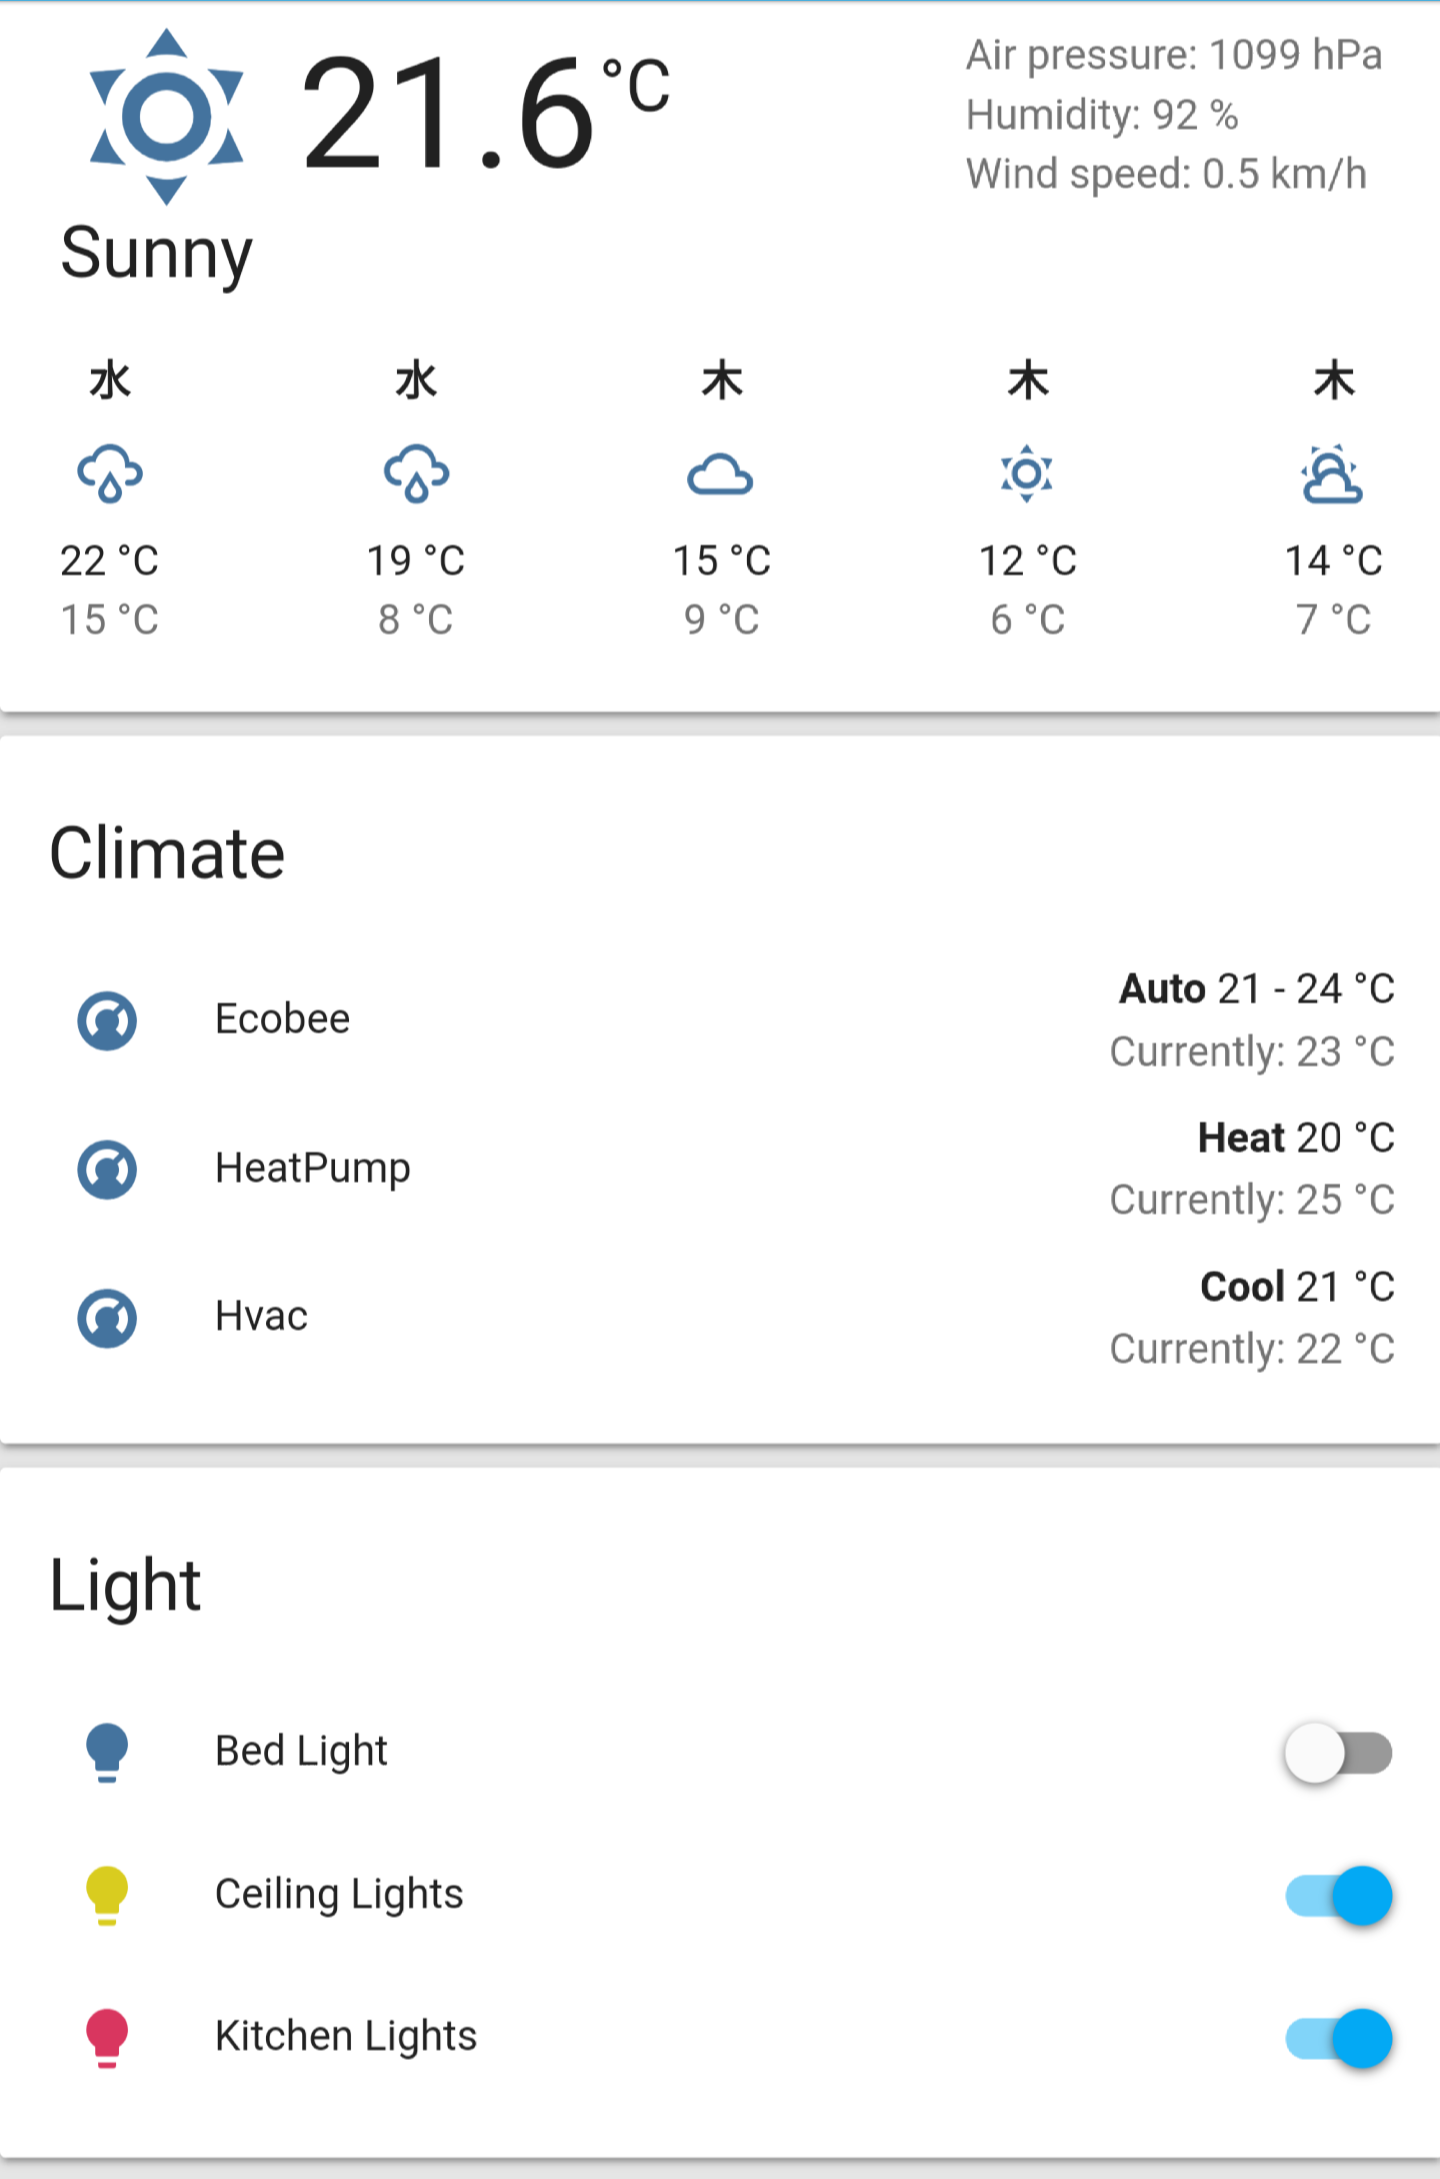 21.6 °C
Air pressure: 1099 hPa
Humidity: 92 %
Wind speed: 0.5 km/h
Sunny
水 水 木 木 木
22 °C 19 °C 15 °C 12 °C 14 °C
15 °C 8 °C 9 °C 6 °C 7 °C
Climate
Ecobee
Auto 21 - 24 °C
Currently: 23 °C
HeatPump
Heat 20 °C
Currently: 25 °C
Hvac
Cool 21 °C
Currently: 22 °C
Light
Bed Light
Ceiling Lights
Kitchen Lights